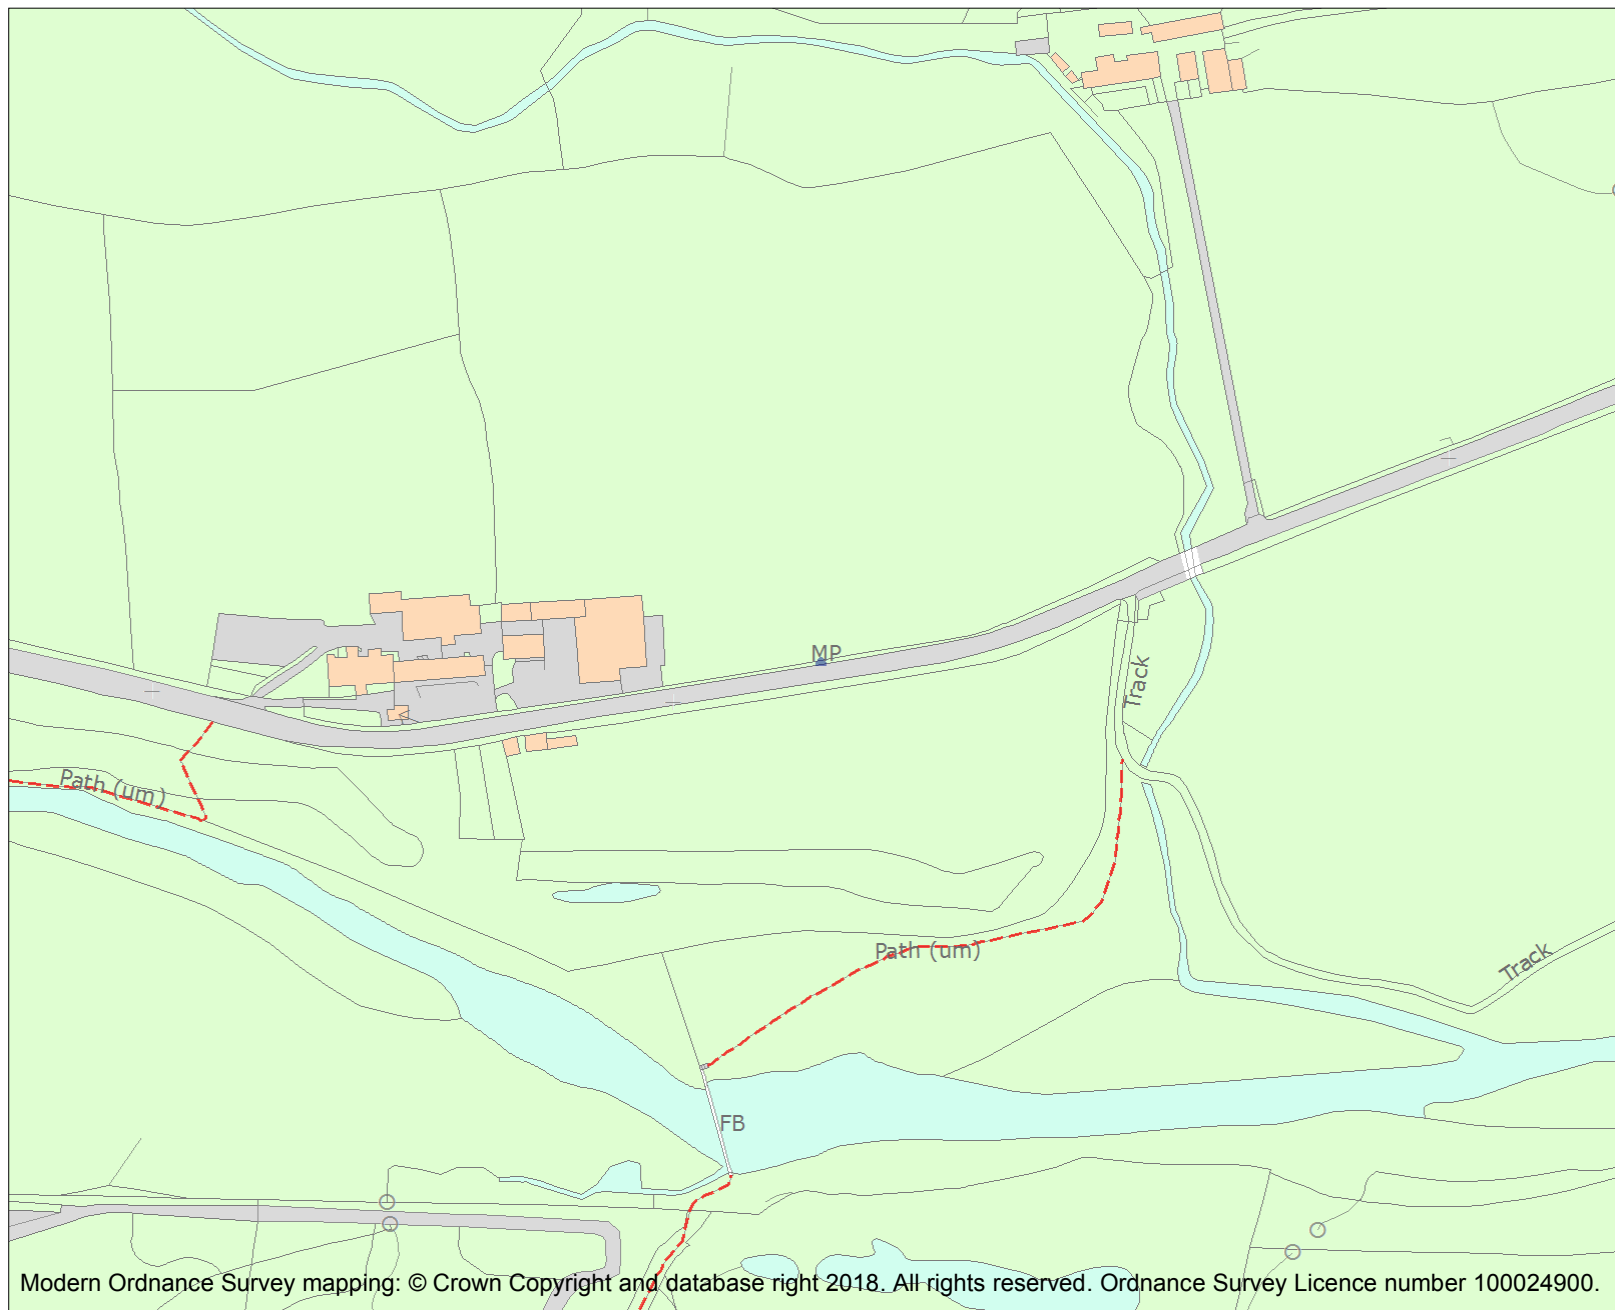 MP
Track
Path (um)
Path (um)
Track
FB
Modern Ordnance Survey mapping: © Crown Copyright and database right 2018. All rights reserved. Ordnance Survey Licence number 100024900.